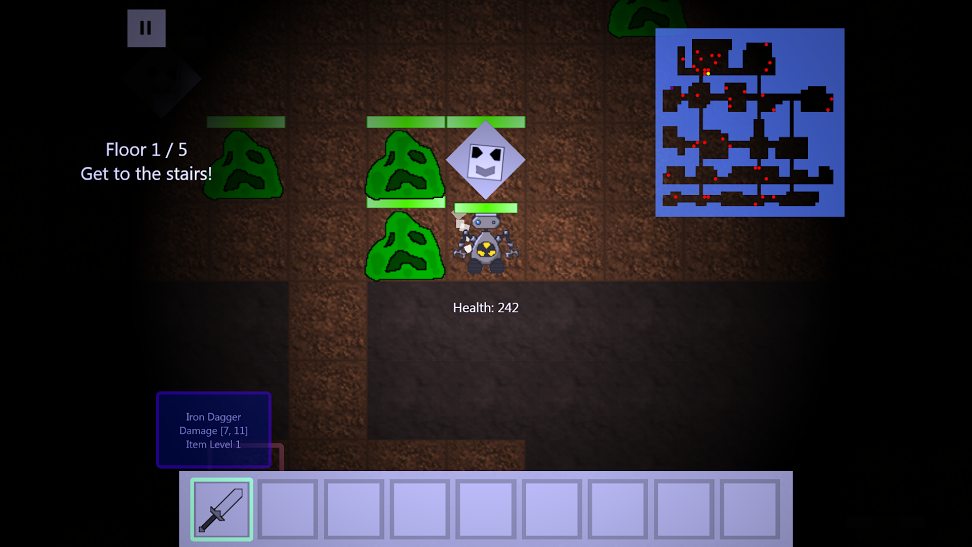 Floor 1 / 5
Get to the stairs!
Health: 242
Iron Dagger
Damage [7, 11]
Item Level 1